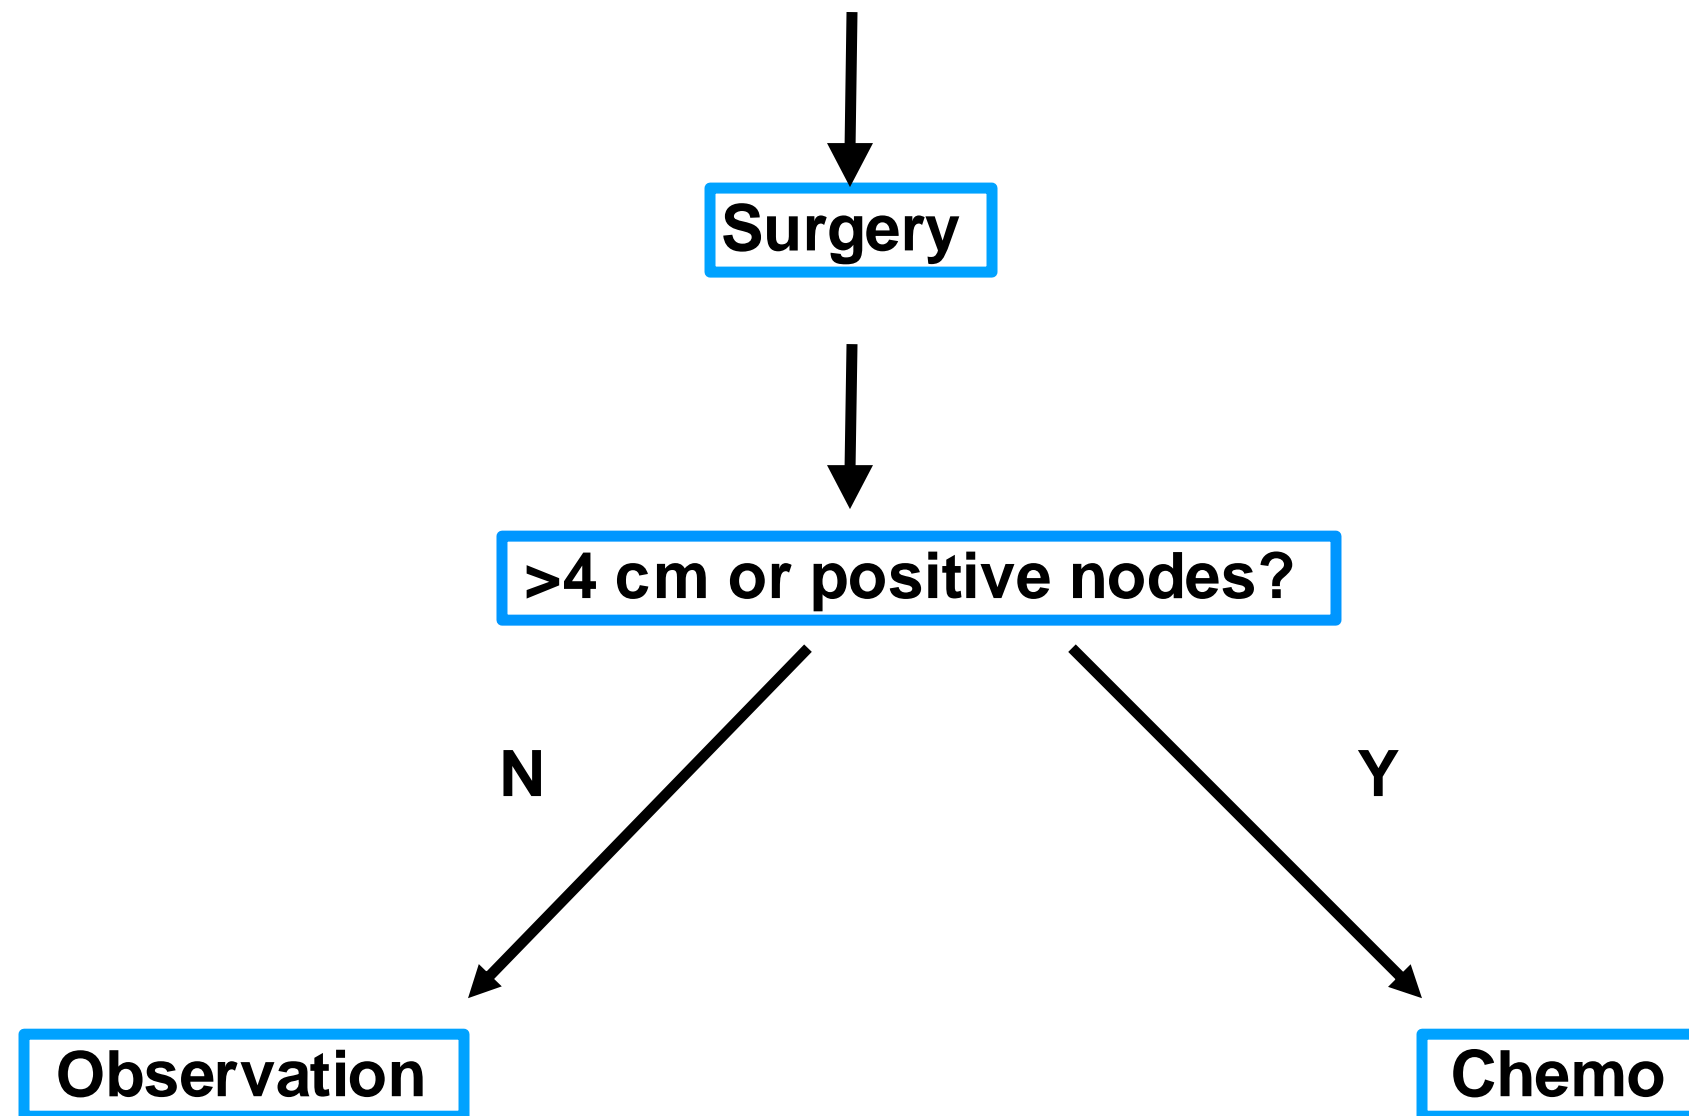 Surgery
>4 cm or positive nodes?
N
Y
Observation
Chemo